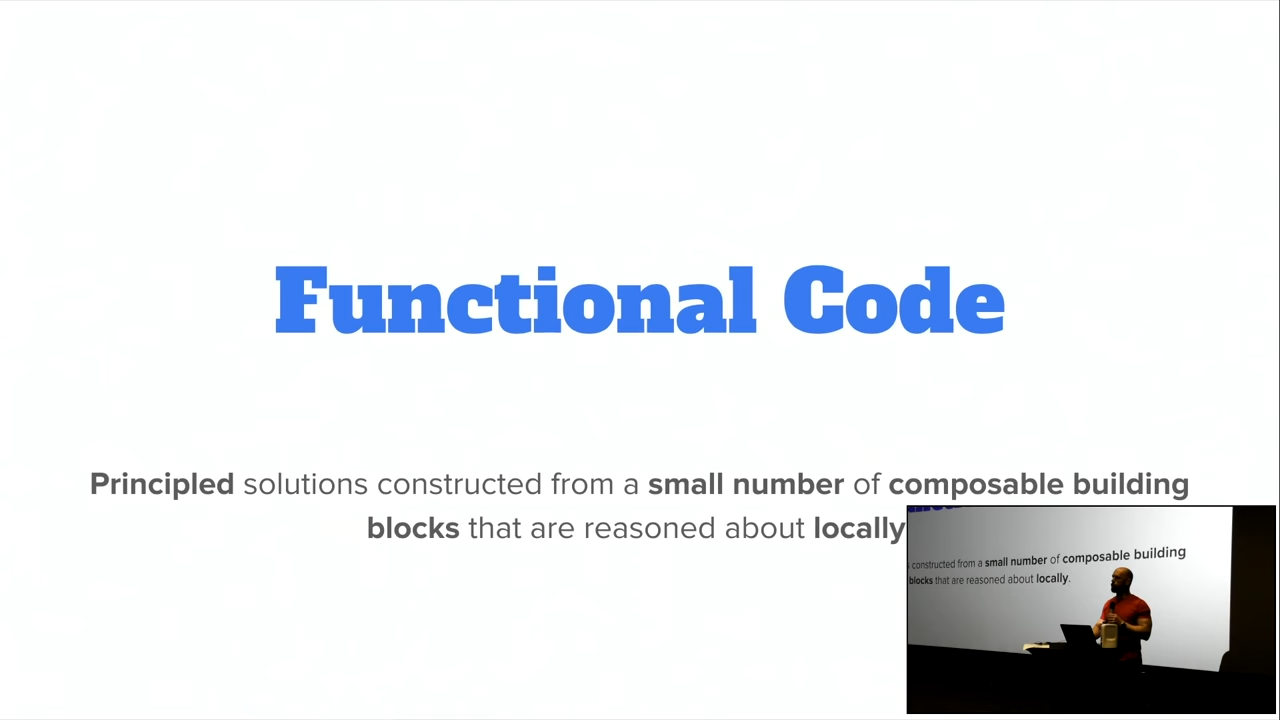 Functional Code
Principled solutions constructed from a small number of composable building
blocks that are reasoned about locally
constructed from a small number of composable building
blocks that are reasoned about locally.